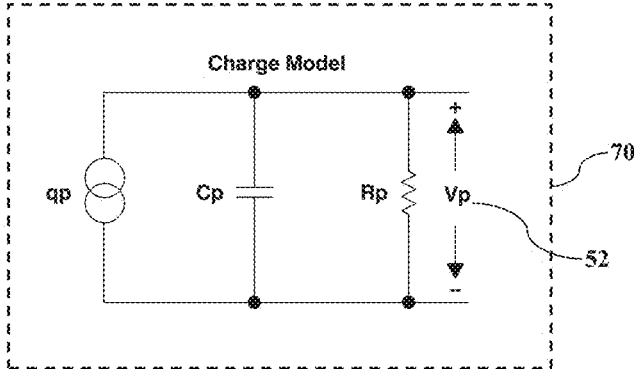 Charge Model
+
qp
Cp
Rp
Vp
–
70
52